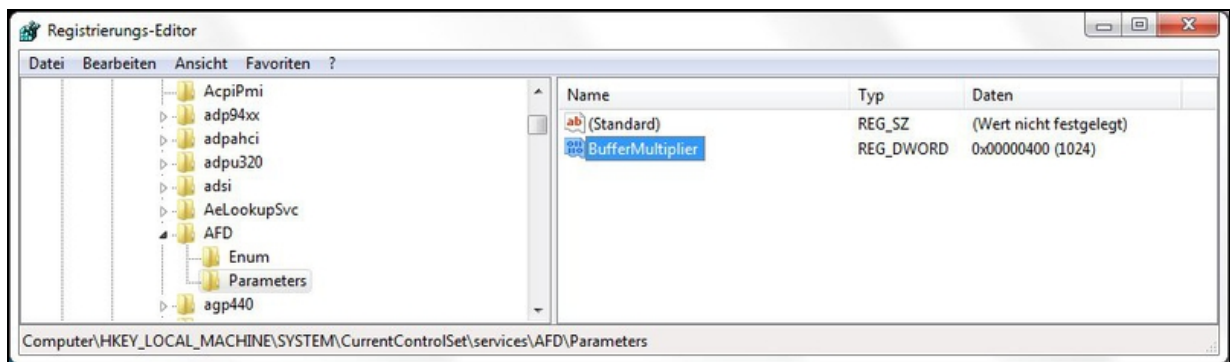 Registrierungs-Editor
Datei Bearbeiten Ansicht Favoriten ?
AcpiPmi
adp94xx
adpahci
adpu320
adsi
AeLookupSvc
AFD
Enum
Parameters
agp440
Name Typ Daten
ab (Standard) REG_SZ (Wert nicht festgelegt)
BufferMultiplier REG_DWORD 0x00000400 (1024)
Computer\HKEY_LOCAL_MACHINE\SYSTEM\CurrentControlSet\services\AFD\Parameters